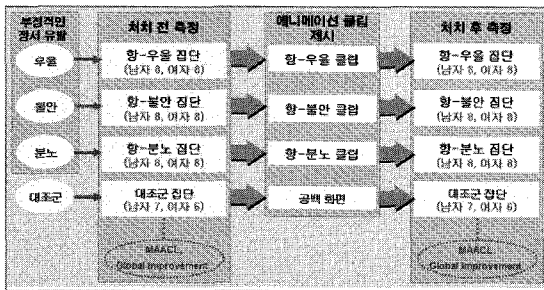 부정적인
정서 유발
처치 전 측정
애니메이션 클립
제시
처치 후 측정
우울
항-우울 집단
(남자 8, 여자 8)
항-우울 클립
항-우울 집단
(남자 8, 여자 8)
불안
항-불안 집단
(남자 8, 여자 8)
항-불안 클립
항-불안 집단
(남자 8, 여자 8)
분노
항-분노 집단
(남자 8, 여자 8)
항-분노 클립
항-분노 집단
(남자 8, 여자 8)
대조군
대조군 집단
(남자 7, 여자 6)
공백 화면
대조군 집단
(남자 7, 여자 6)
MAACL
Global Improvement
MAACL
Global Improvement